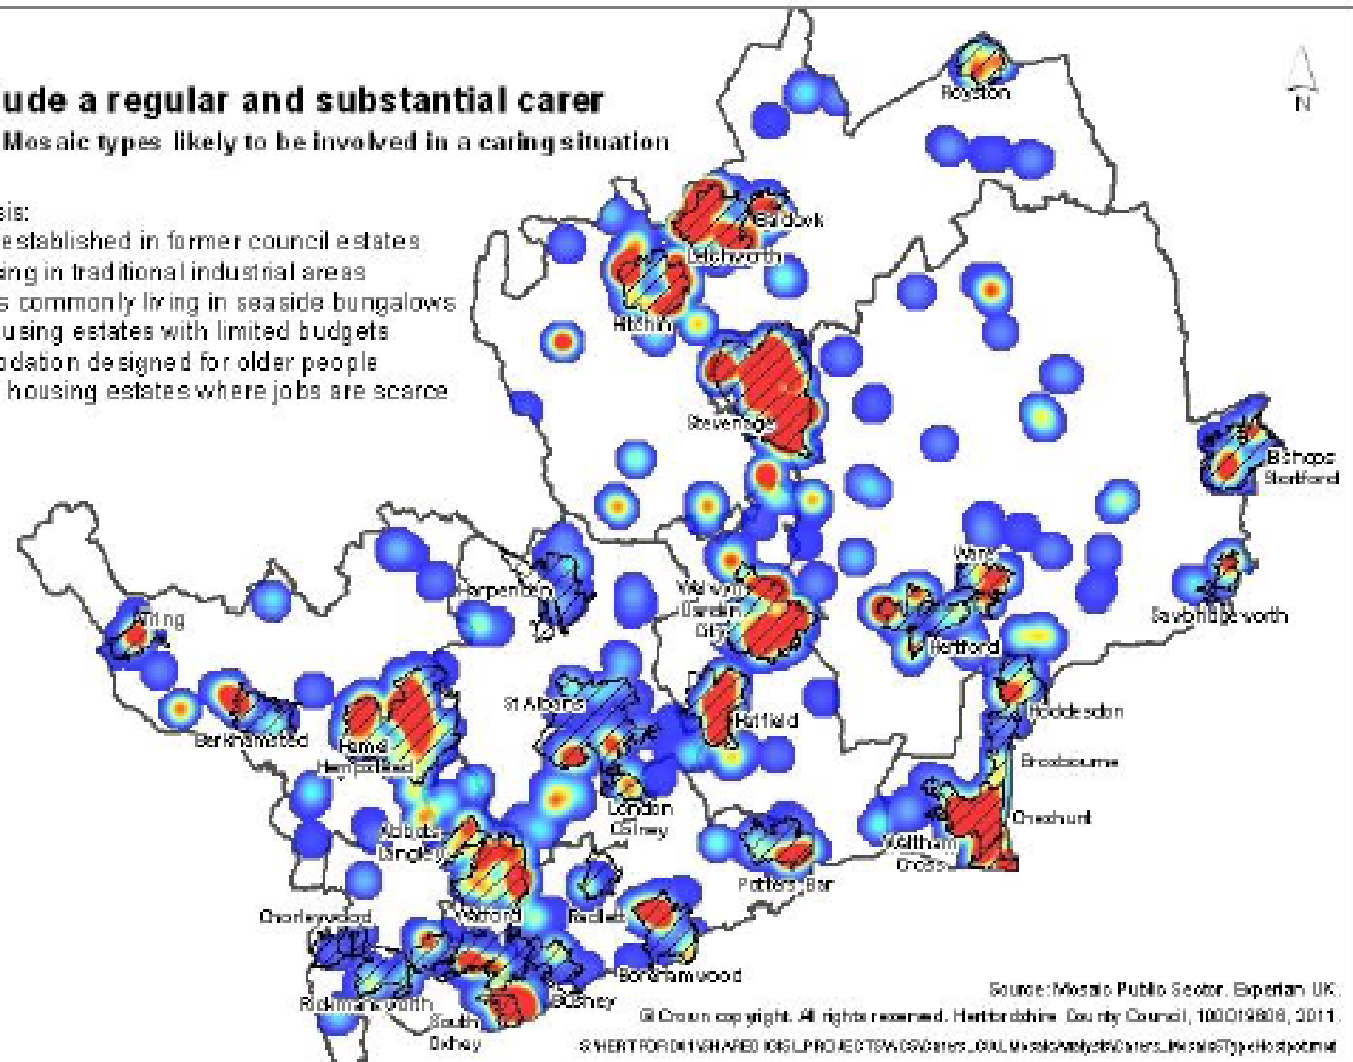 ude a regular and substantial carer
Mosaic types likely to be involved in a caring situation
N
sis:
established in former council estates
ing in traditional industrial areas
s commonly living in seaside bungalows
using estates with limited budgets
odation designed for older people
housing estates where jobs are scarce
Royston
Baldock
Letchworth
Hitchin
Stevenage
Bishops
Stortford
Harpenden
Welwyn
Garden
City
Ware
Sawbridgeworth
Tring
Hertford
St Albans
Hatfield
Hoddesdon
Berkhamsted
Hemel
Hempstead
Broxbourne
London
Colney
Cheshunt
Abbots
Langley
Waltham
Cross
Potters Bar
Chorleywood
Watford
Radlett
Borehamwood
Rickmansworth
Bushey
South
Oxhey
Source: Mosaic Public Sector. Experian UK.
© Crown copyright. All rights reserved. Hertfordshire County Council, 100019606, 2011.